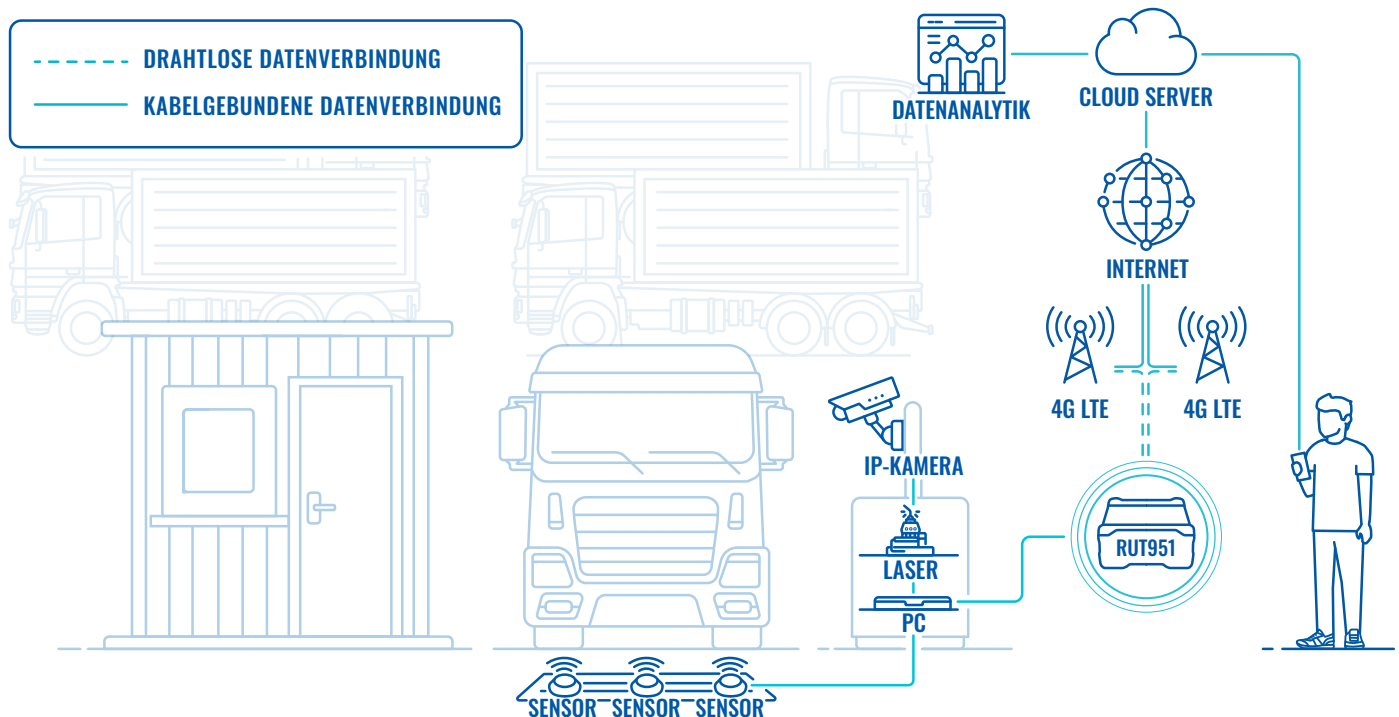 DRAHTLOSE DATENVERBINDUNG
KABELGEBUNDENE DATENVERBINDUNG
DATENANALYTIK
CLOUD SERVER
INTERNET
4G LTE
4G LTE
IP-KAMERA
RUT951
LASER
PC
SENSOR
SENSOR
SENSOR